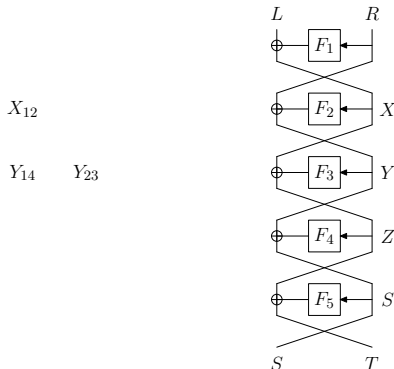 L R
F₁
X₁₂ F₂ X
Y₁₄ Y₂₃ F₃ Y
F₄ Z
F₅ S
S T